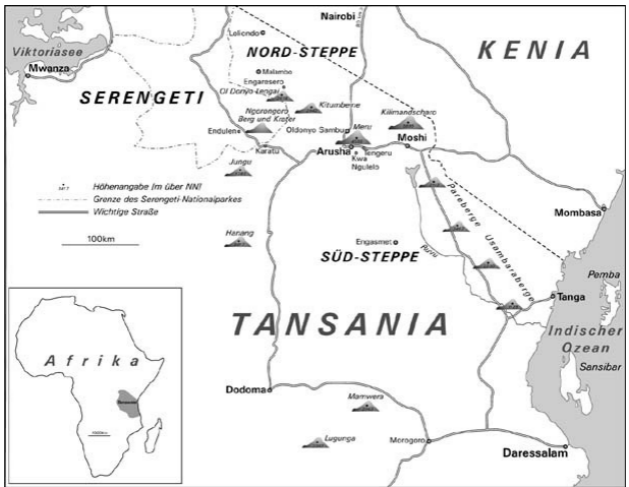 Nairobi
Loliondo
NORD-STEPPE
KENIA
Viktoriasee
Mwanza
Malambo
Engaresero
Ol Donyo Lengai
SERENGETI
Kitumbeine
Ngorongoro
Berg und Krater
Kilimandscharo
Endulen
Oldonyo Sambu
Meru
Karatu
Arusha
Tengeru
Moshi
Kwa
Ngulelo
Jungu
Höhenangabe (m über NN)
Grenze des Serengeti-Nationalparkes
Wichtige Straße
100km
Pareberge
Mombasa
Hanang
Engasmet
SÜD-STEPPE
Usambaraberge
Pemba
Tanga
TANSANIA
Indischer
Ozean
Sansibar
Afrika
Dodoma
Mamwera
Lugunga
Morogoro
Daressalam